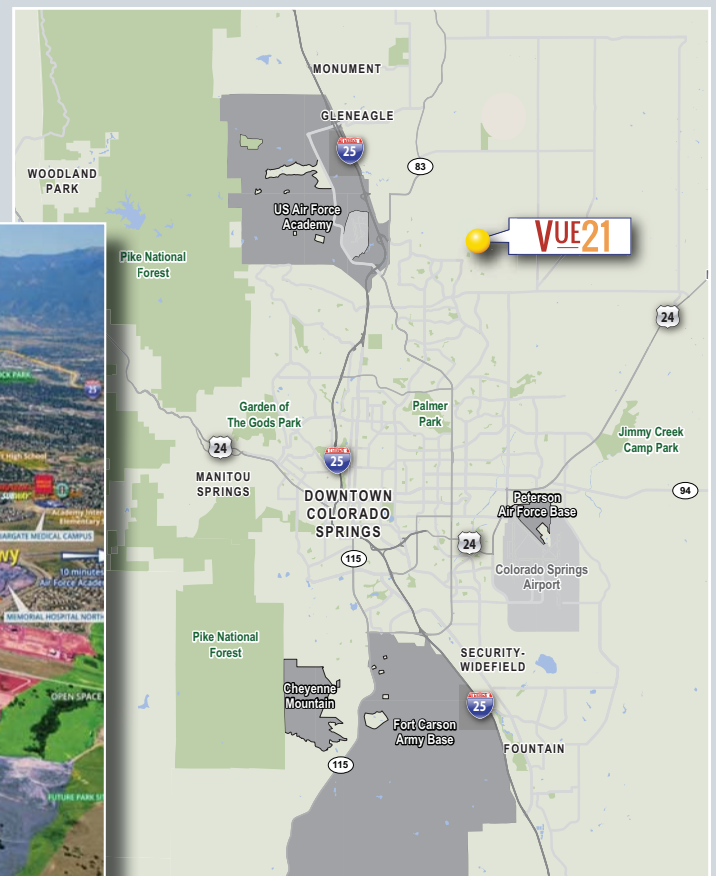 MONUMENT
GLENEAGLE
25
83
WOODLAND
PARK
US Air Force
Academy
VUE21
Pike National
Forest
24
25
Garden of
The Gods Park
Palmer
Park
Jimmy Creek
Camp Park
24
MANITOU
SPRINGS
25
94
DOWNTOWN
COLORADO
SPRINGS
Peterson
Air Force Base
24
115
Colorado Springs
Airport
10 minutes
MEMORIAL HOSPITAL NORTH
Pike National
Forest
SECURITY-
WIDEFIELD
OPEN SPACE
Cheyenne
Mountain
25
Fort Carson
Army Base
FOUNTAIN
115